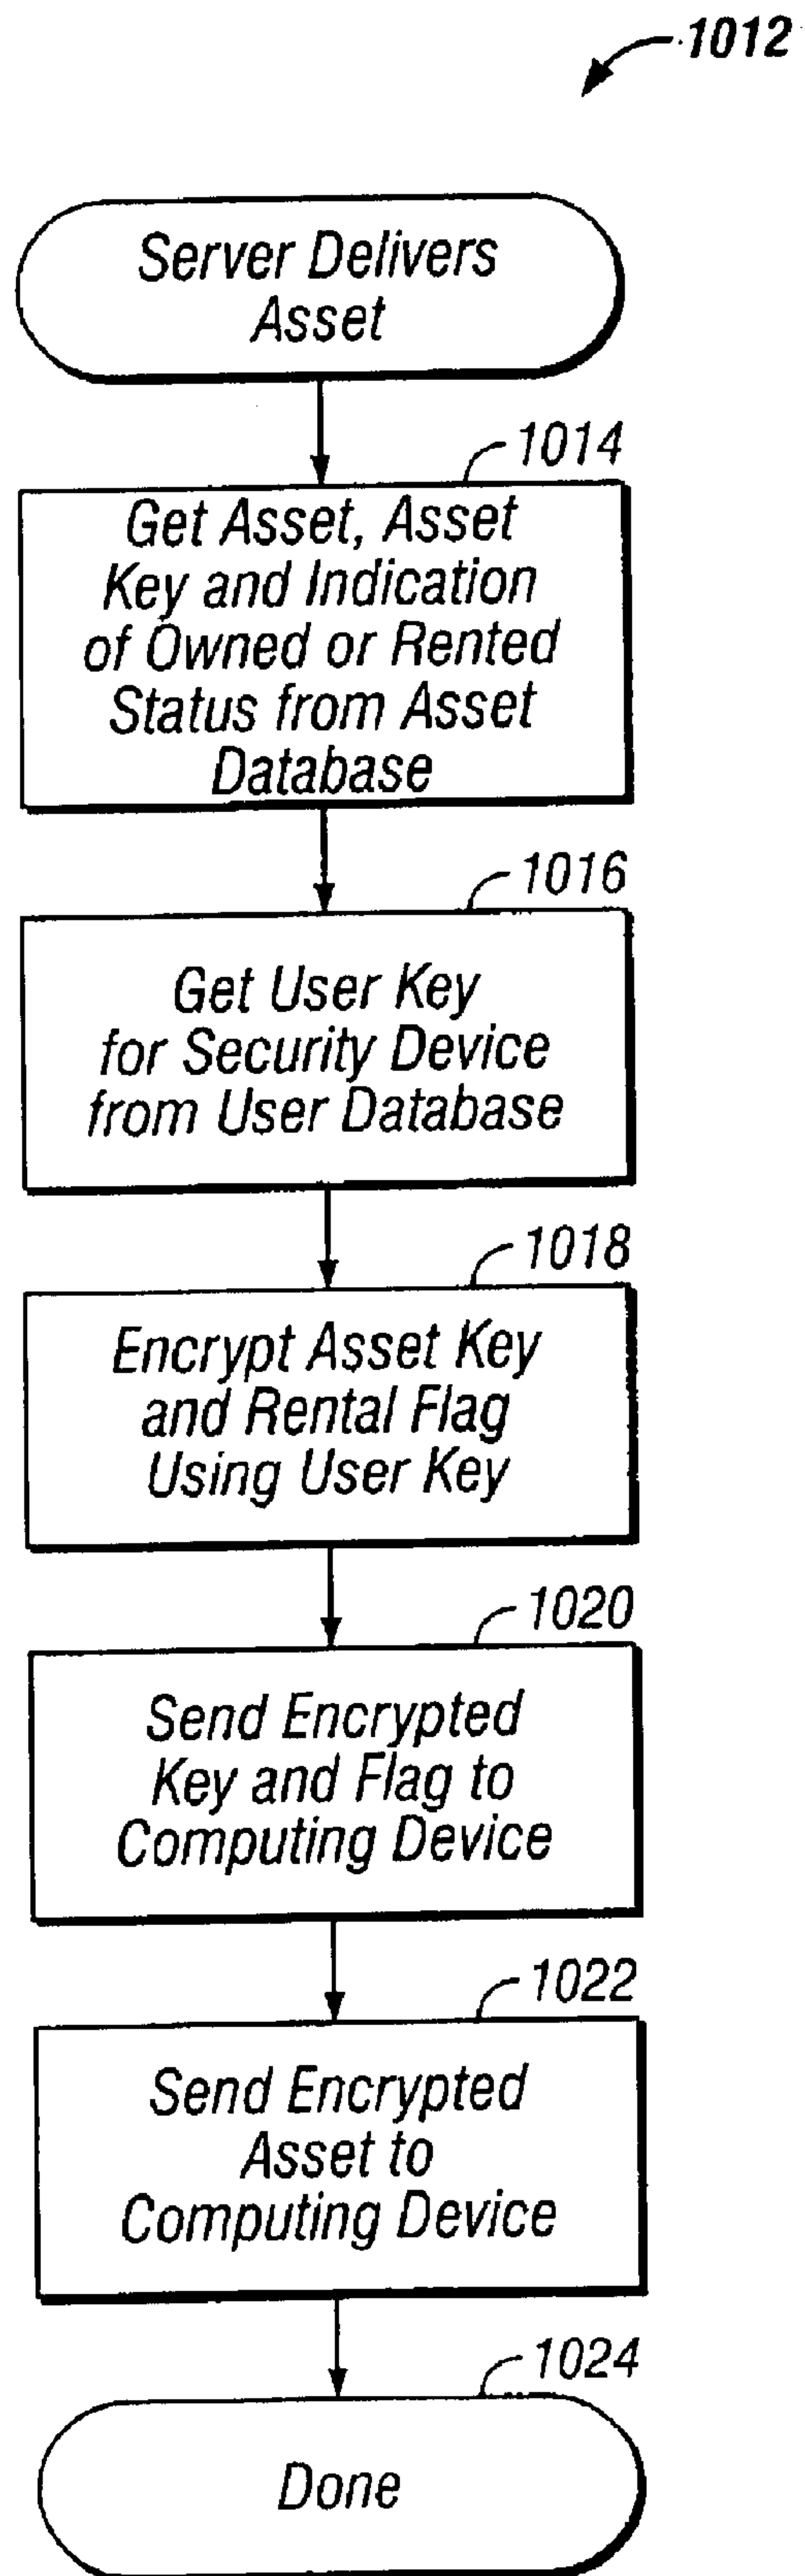 1012
Server Delivers
Asset
1014
Get Asset, Asset
Key and Indication
of Owned or Rented
Status from Asset
Database
1016
Get User Key
for Security Device
from User Database
1018
Encrypt Asset Key
and Rental Flag
Using User Key
1020
Send Encrypted
Key and Flag to
Computing Device
1022
Send Encrypted
Asset to
Computing Device
1024
Done